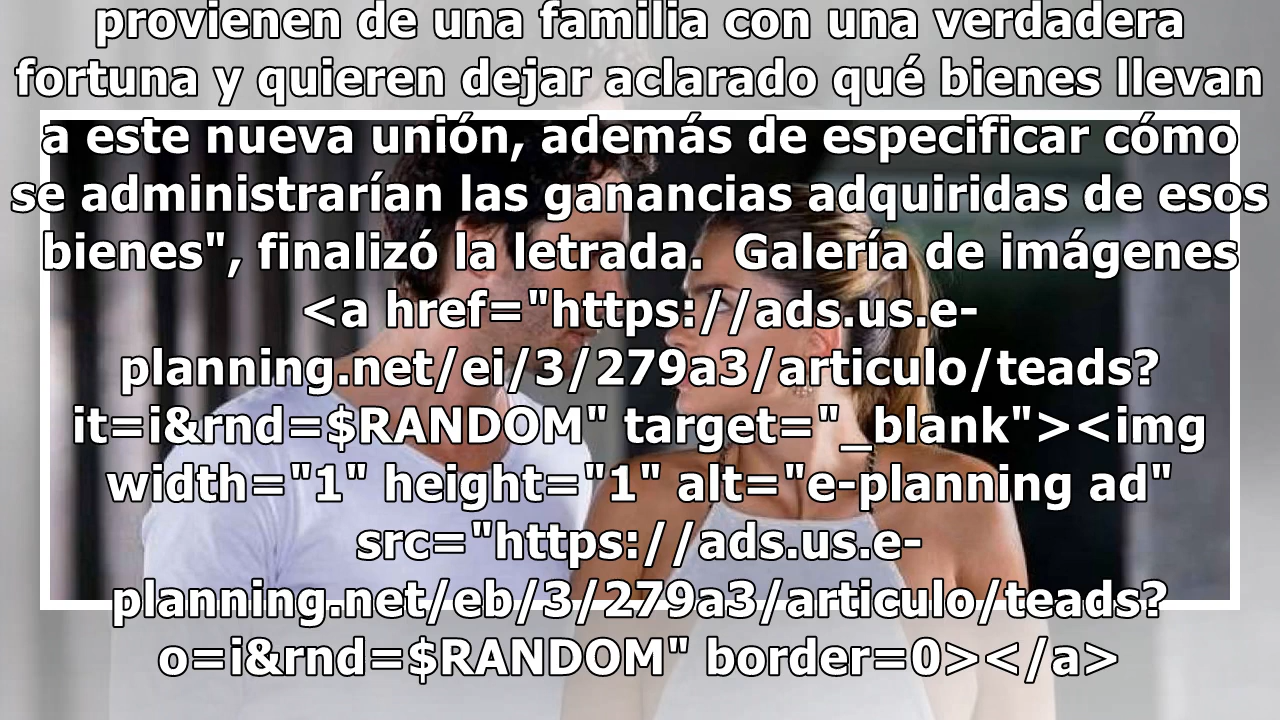 provienen de una familia con una verdadera
fortuna y quieren dejar aclarado qué bienes llevan
a este nueva unión, además de especificar cómo
se administrarían las ganancias adquiridas de esos
bienes", finalizó la letrada.  Galería de imágenes
<a href="https://ads.us.e-
planning.net/ei/3/279a3/articulo/teads?
it=i&rnd=$RANDOM" target="_blank"><img
width="1" height="1" alt="e-planning ad"
src="https://ads.us.e-
planning.net/eb/3/279a3/articulo/teads?
o=i&rnd=$RANDOM" border=0></a>